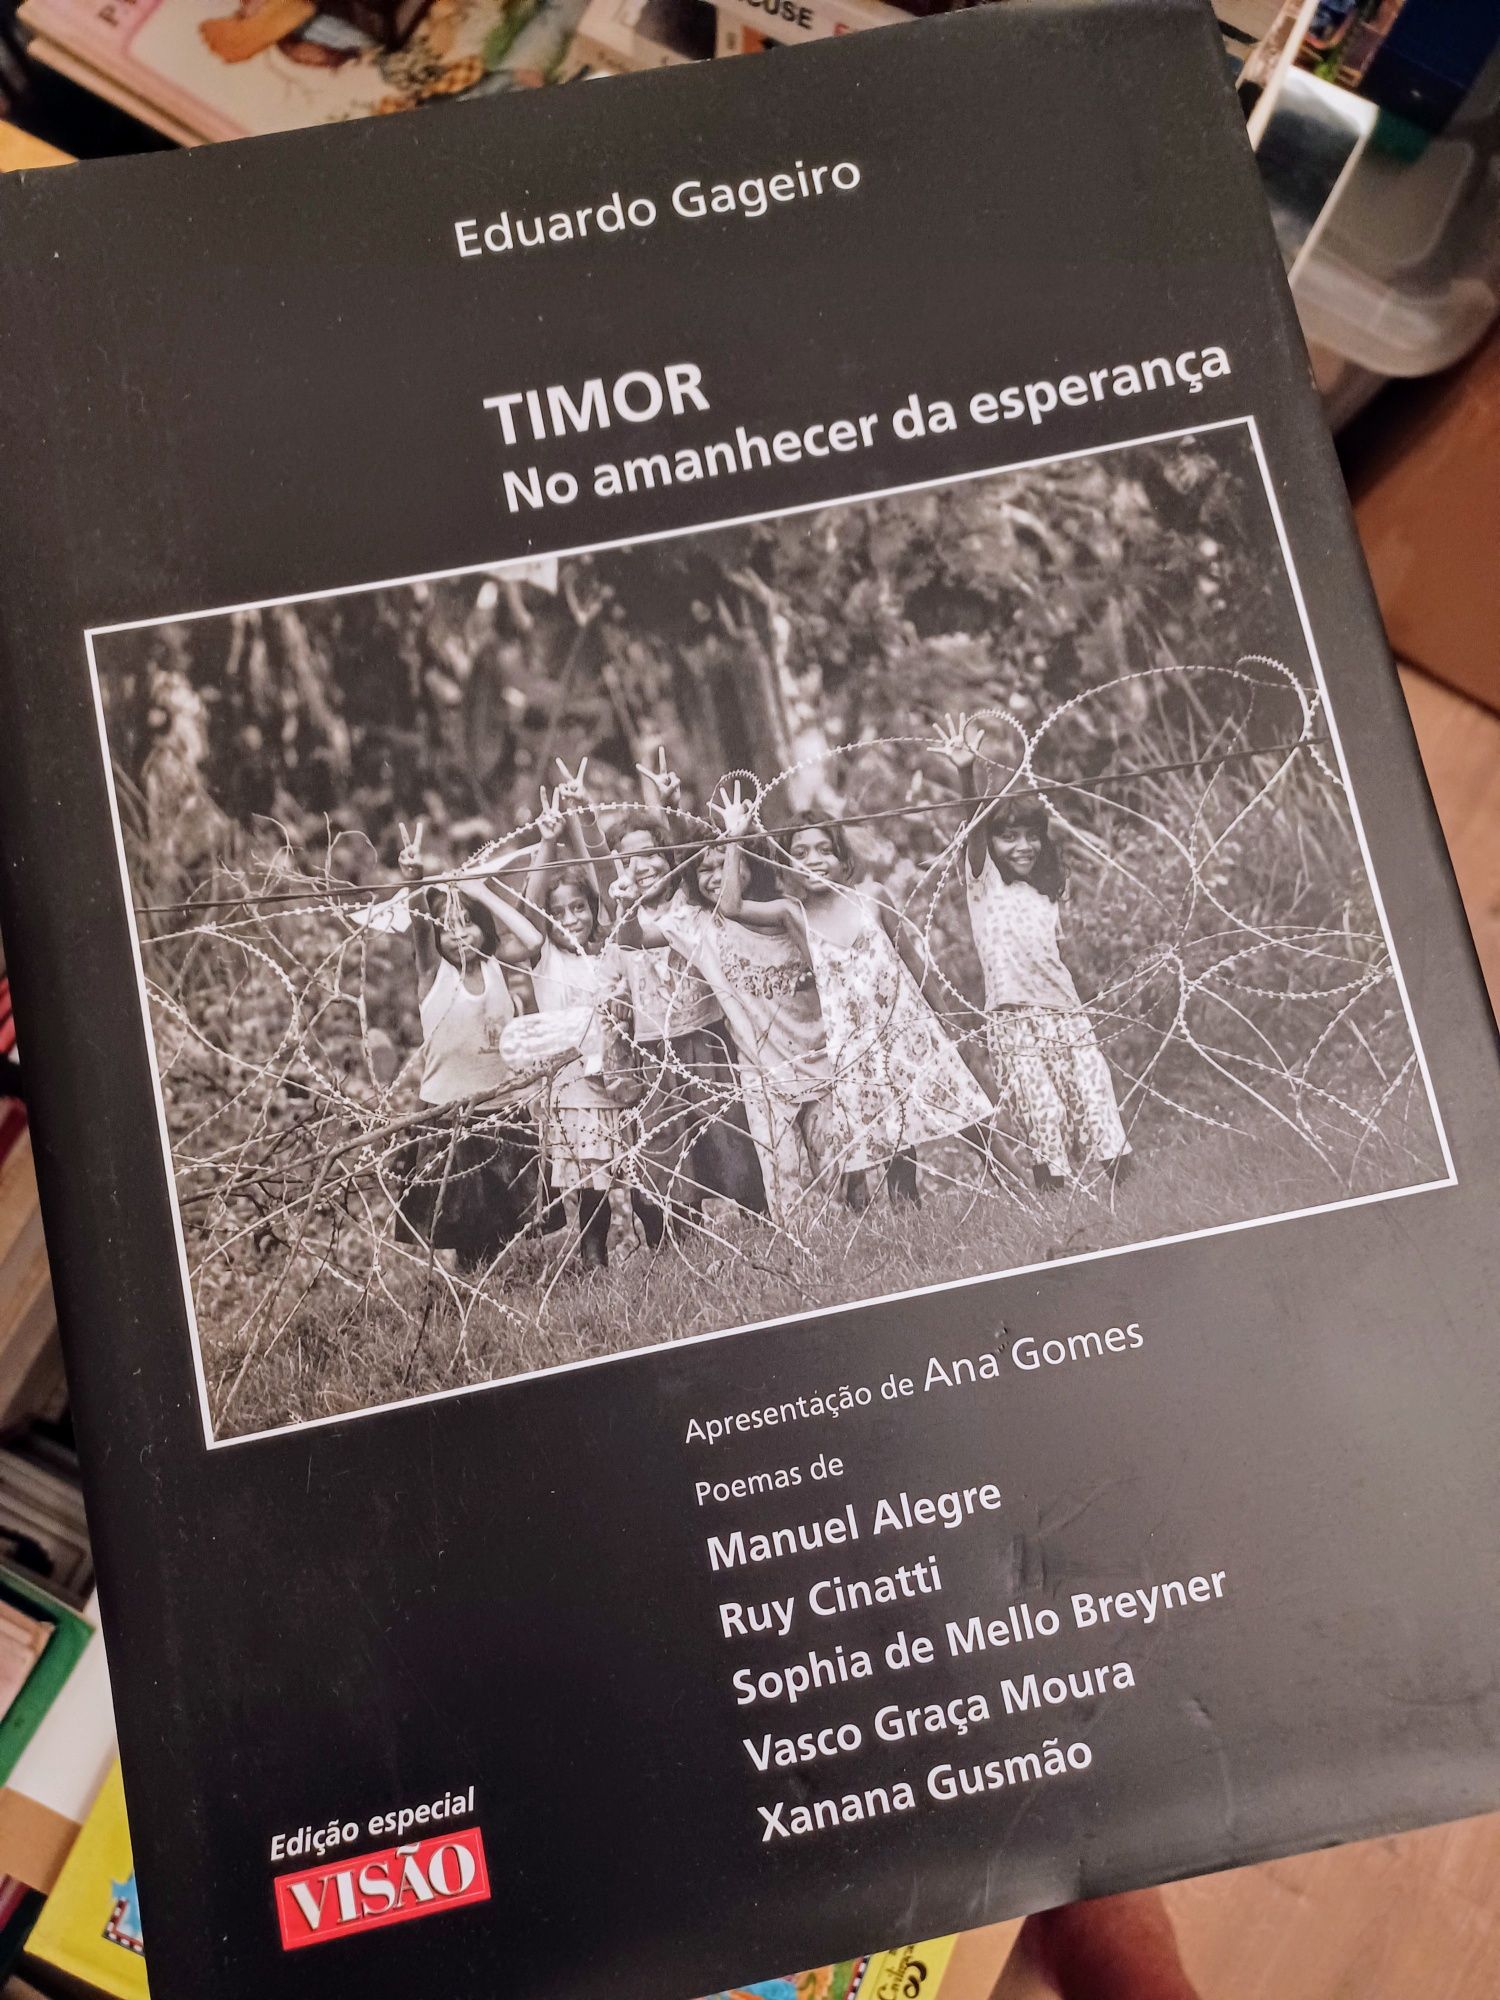 CUSE
Eduardo Gageiro
TIMOR
No amanhecer da esperança
Apresentação de Ana Gomes
Poemas de
Manuel Alegre
Ruy Cinatti
Sophia de Mello Breyner
Vasco Graça Moura
Xanana Gusmão
Edição especial
VISÃO